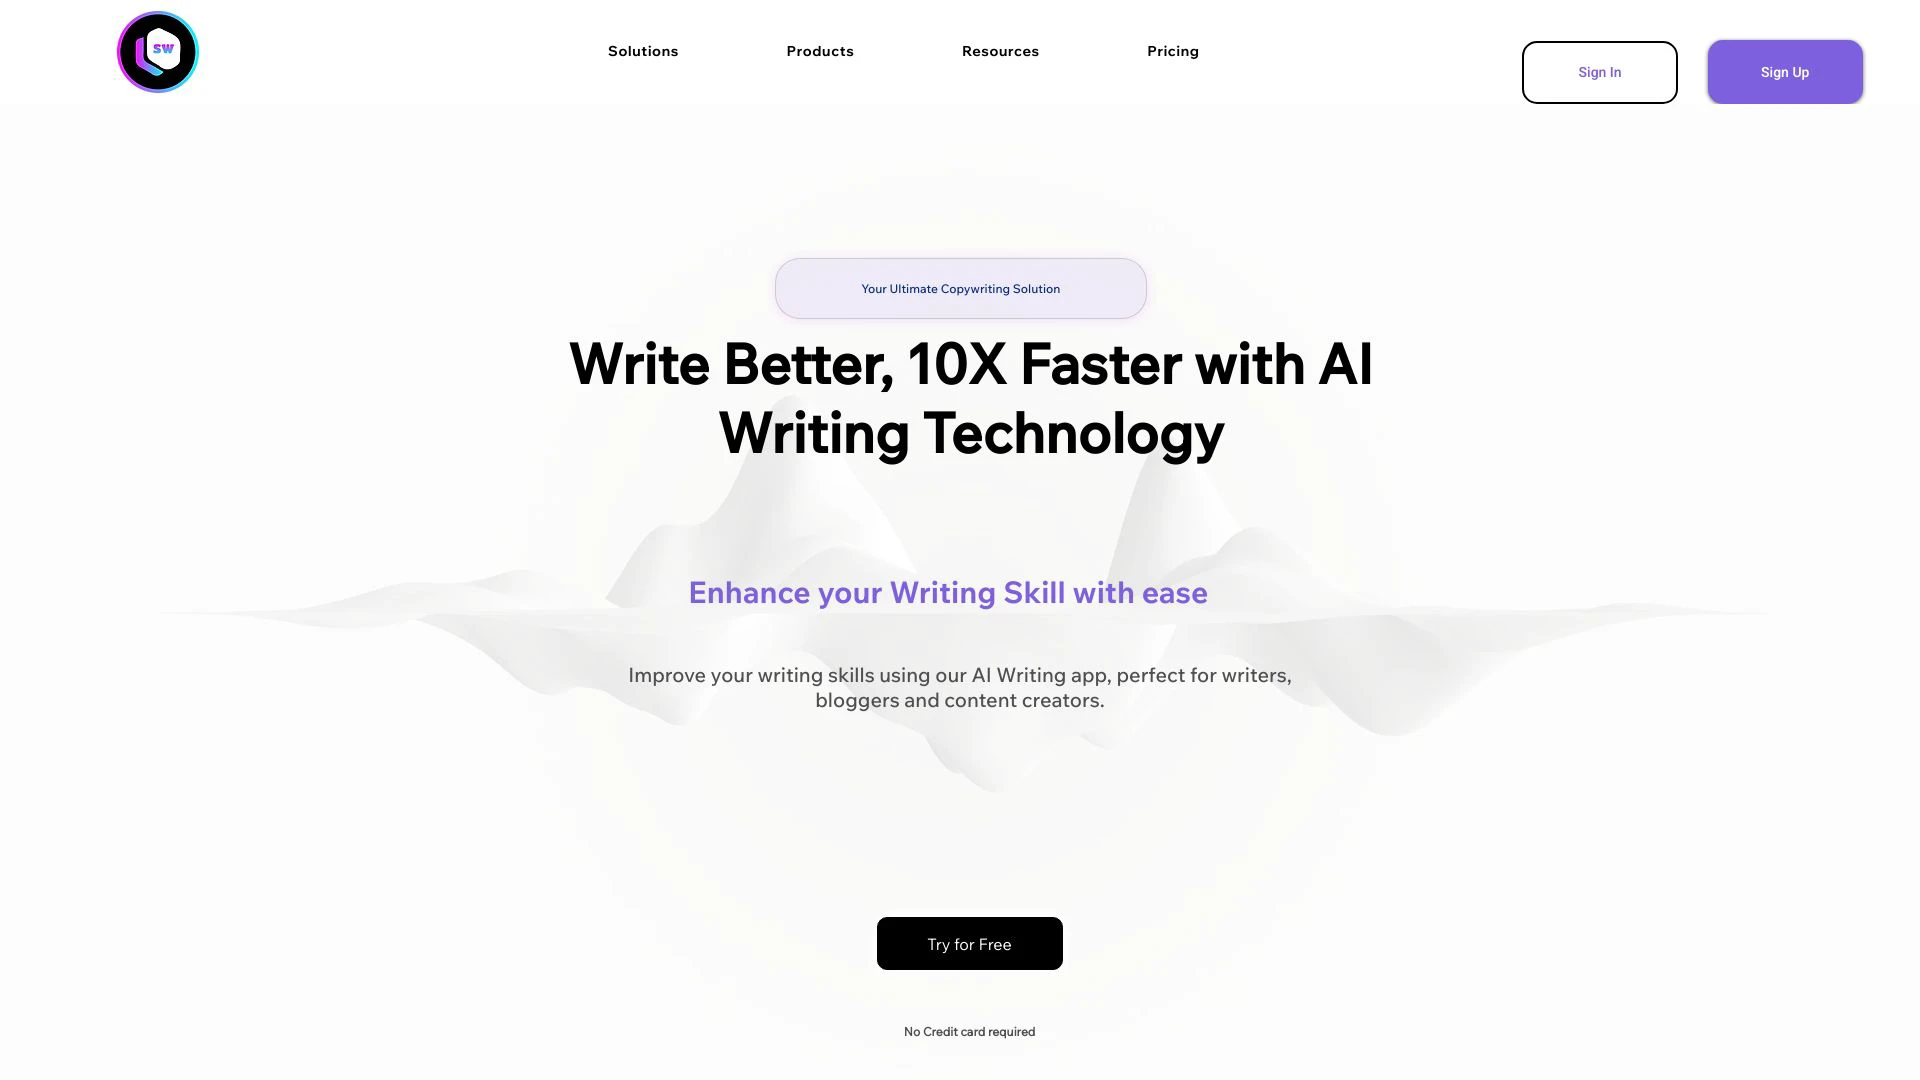 SW
Solutions
Products
Resources
Pricing
Sign In
Sign Up
Your Ultimate Copywriting Solution
Write Better, 10X Faster with AI
Writing Technology
Enhance your Writing Skill with ease
Improve your writing skills using our AI Writing app, perfect for writers,
bloggers and content creators.
Try for Free
No Credit card required